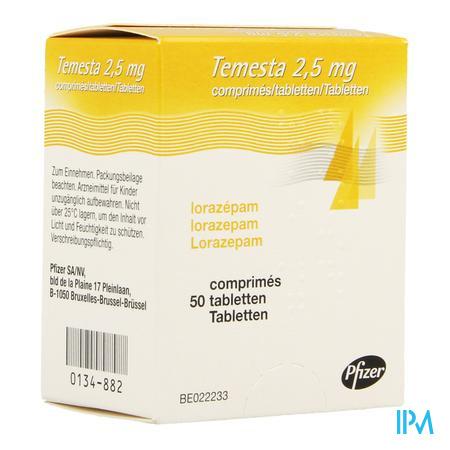 Temesta 2,5 mg
comprimés/tabletten/Tabletten
Zum Einnehmen. Packungsbeilage
beachten. Arzneimittel für Kinder
unzugänglich aufbewahren. Nicht
über 25°C lagern, um den Inhalt vor
Licht und Feuchtigkeit zu schützen.
Verschreibungspflichtig.
Pfizer SA/NV,
bld de la Plaine 17 Pleinlaan,
B-1050 Bruxelles-Brussel-Brüssel
0134-882
Temesta 2,5 mg
comprimés/tabletten/Tabletten
lorazépam
lorazepam
Lorazepam
comprimés
50 tabletten
Tabletten
BE022233
Pfizer
IPM